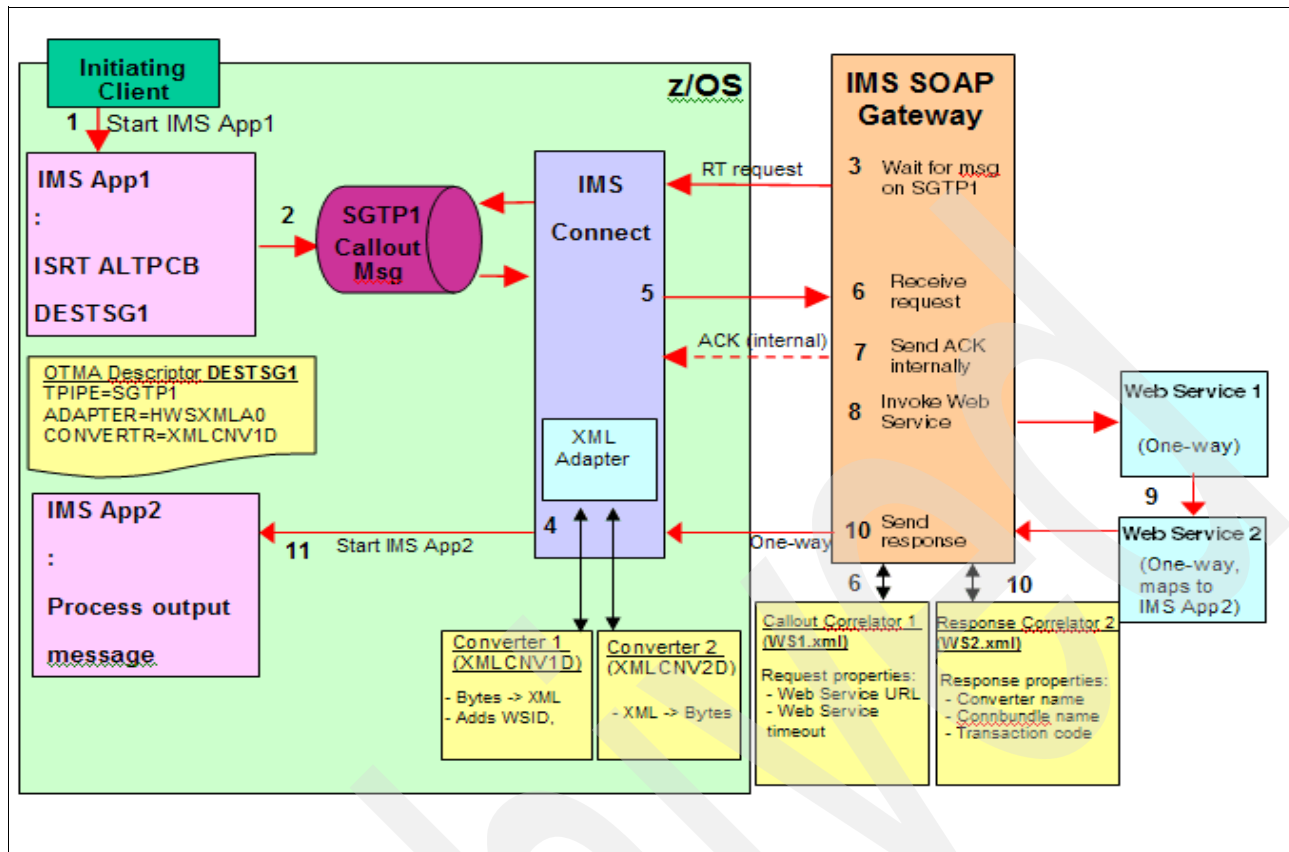 Initiating
Client
z/OS
1
Start IMS App1
IMS App1
:
ISRT ALTPCB
DESTSG1
2
SGTP1
Callout
Msg
IMS
Connect
RT request
IMS SOAP
Gateway
3
Wait for msg
on SGTP1
5
6
Receive
request
ACK (internal)
7
Send ACK
internally
8
Invoke Web
Service
Web Service 1
(One-way)
9
Web Service 2
(One-way,
maps to
IMS App2)
OTMA Descriptor DESTSG1
TPIPE=SGTP1
ADAPTER=HWSXMLA0
CONVERTR=XMLCNV1D
XML
Adapter
4
IMS App2
:
Process output
message
11
Start IMS App2
One-way
10
Send
response
6
10
Converter 1
(XMLCNV1D)
- Bytes -> XML
- Adds WSID,
Converter 2
(XMLCNV2D)
- XML -> Bytes
Callout Correlator 1
(WS1.xml)
Request properties:
- Web Service URL
- Web Service
timeout
Response Correlator 2
(WS2.xml)
Response properties:
- Converter name
- Connbundle name
- Transaction code